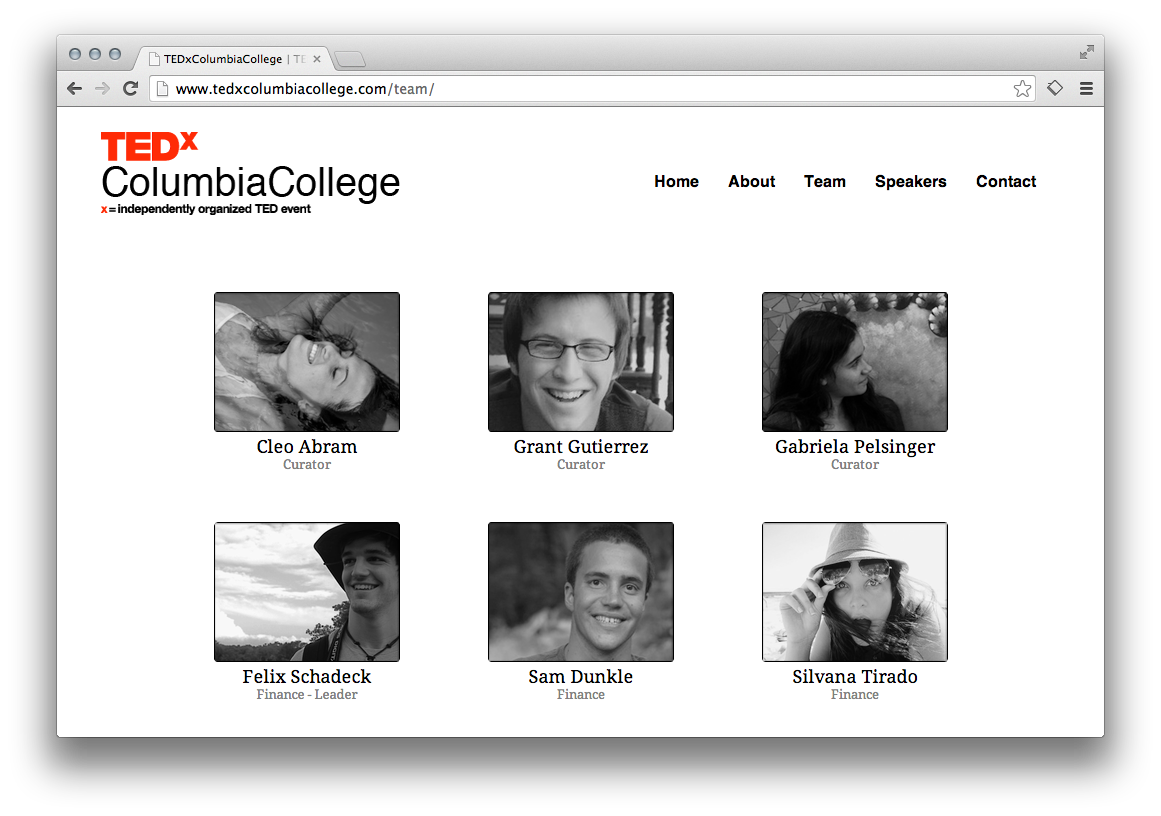 TEDxColumbiaCollege | TE
www.tedxcolumbiacollege.com/team/
TEDx
ColumbiaCollege
x = independently organized TED event
Home About Team Speakers Contact
Cleo Abram Grant Gutierrez Gabriela Pelsinger
Curator Curator Curator
Felix Schadeck Sam Dunkle Silvana Tirado
Finance - Leader Finance Finance